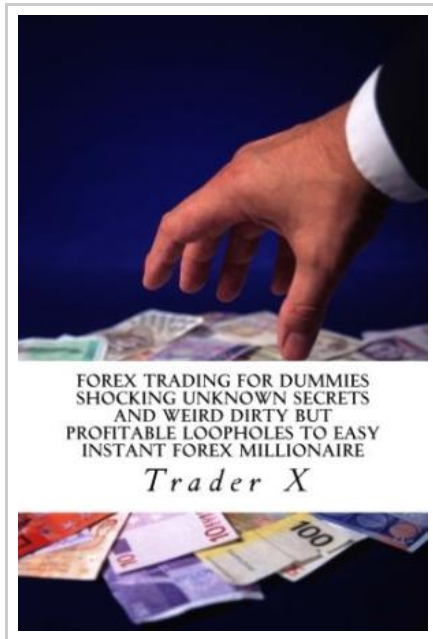 FOREX TRADING FOR DUMMIES
SHOCKING UNKNOWN SECRETS
AND WEIRD DIRTY BUT
PROFITABLE LOOPHOLES TO EASY
INSTANT FOREX MILLIONAIRE
Trader X
100